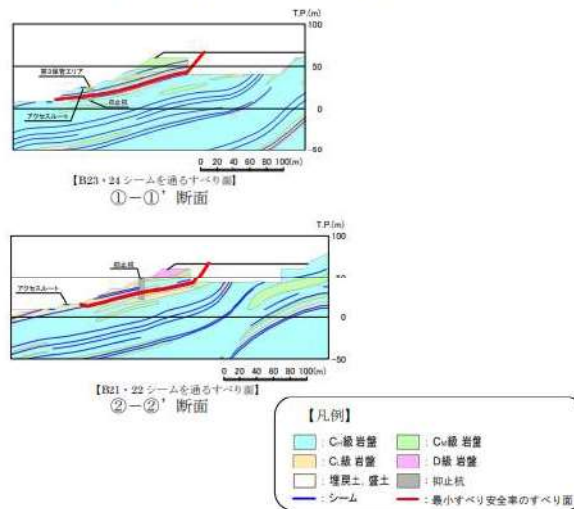 T.P.(m)
100
50
0
-50
第3保管エリア
アクセスルート
抑止杭
0 20 40 60 80 100(m)
【B23・24シームを通るすべり面】
①－①’ 断面
T.P.(m)
100
50
0
-50
抑止杭
アクセスルート
0 20 40 60 80 100(m)
【B21・22シームを通るすべり面】
②－②’ 断面
【凡例】
：CH級 岩盤 ：CM級 岩盤
：CL級 岩盤 ：D級 岩盤
：埋戻土，盛土 ：抑止杭
：シーム ：最小すべり安全率のすべり面